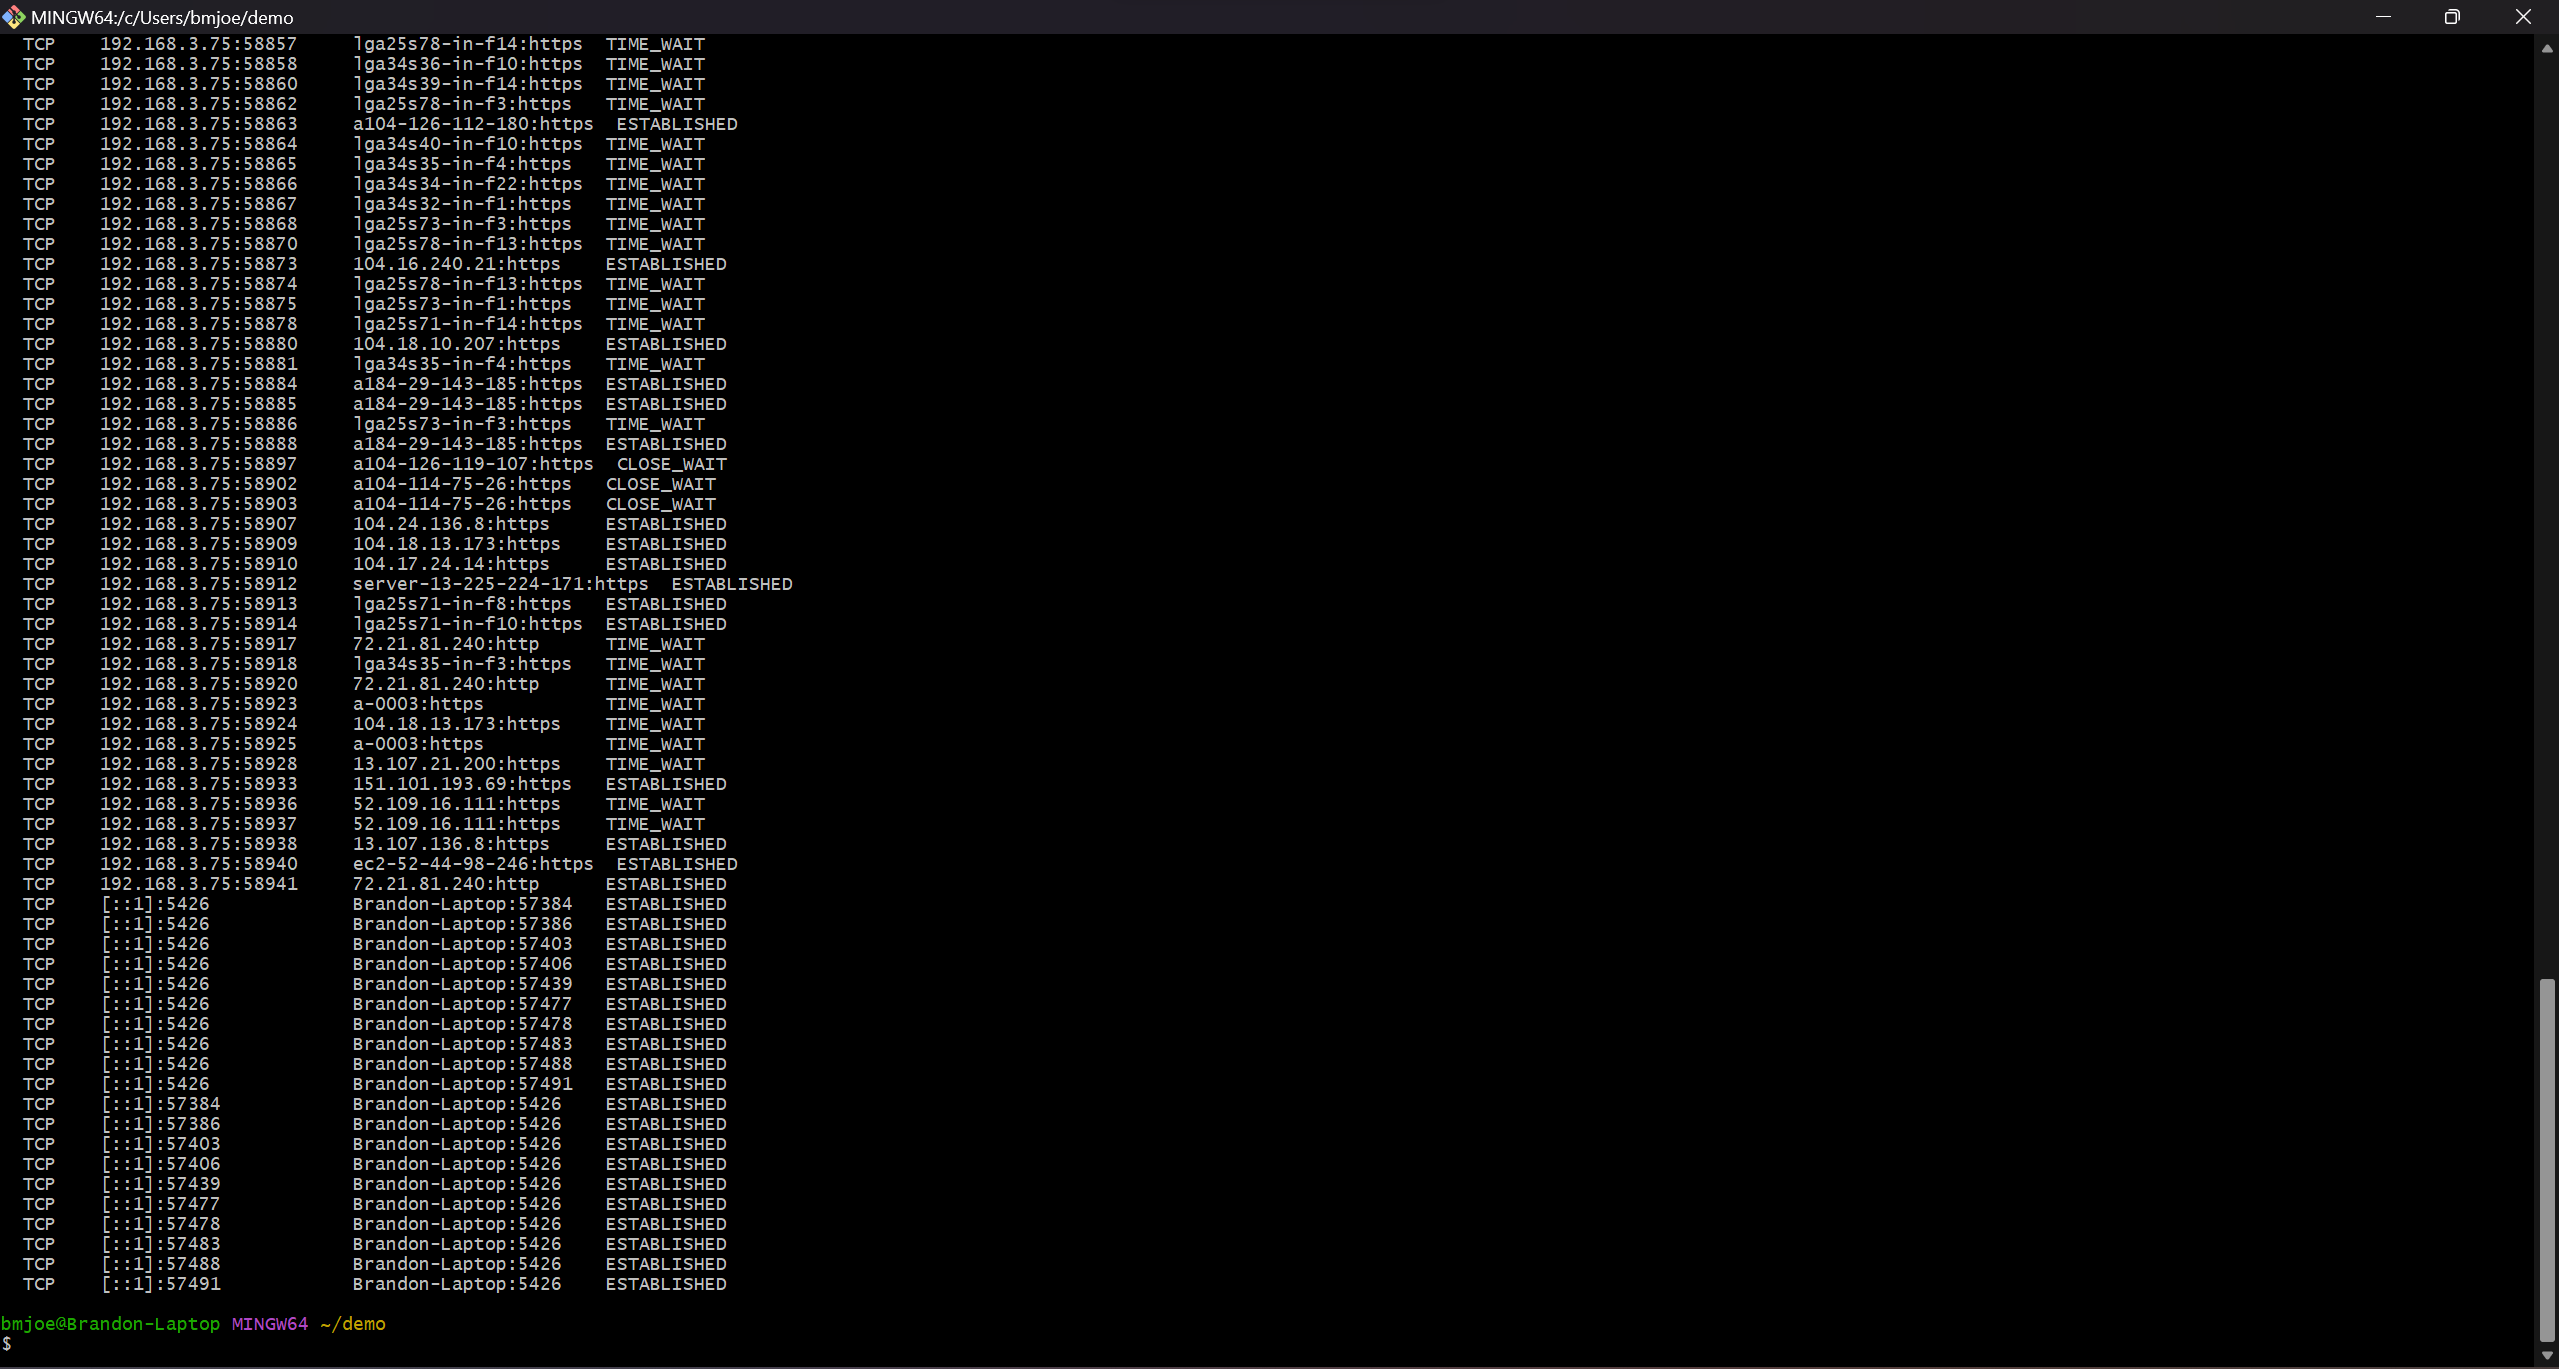 MINGW64:/c/Users/bmjoe/demo
TCP 192.168.3.75:58857 lga25s78-in-f14:https TIME_WAIT
TCP 192.168.3.75:58858 lga34s36-in-f10:https TIME_WAIT
TCP 192.168.3.75:58860 lga34s39-in-f14:https TIME_WAIT
TCP 192.168.3.75:58862 lga25s78-in-f3:https TIME_WAIT
TCP 192.168.3.75:58863 a104-126-112-180:https ESTABLISHED
TCP 192.168.3.75:58864 lga34s40-in-f10:https TIME_WAIT
TCP 192.168.3.75:58865 lga34s35-in-f4:https TIME_WAIT
TCP 192.168.3.75:58866 lga34s34-in-f22:https TIME_WAIT
TCP 192.168.3.75:58867 lga34s32-in-f1:https TIME_WAIT
TCP 192.168.3.75:58868 lga25s73-in-f3:https TIME_WAIT
TCP 192.168.3.75:58870 lga25s78-in-f13:https TIME_WAIT
TCP 192.168.3.75:58873 104.16.240.21:https ESTABLISHED
TCP 192.168.3.75:58874 lga25s78-in-f13:https TIME_WAIT
TCP 192.168.3.75:58875 lga25s73-in-f1:https TIME_WAIT
TCP 192.168.3.75:58878 lga25s71-in-f14:https TIME_WAIT
TCP 192.168.3.75:58880 104.18.10.207:https ESTABLISHED
TCP 192.168.3.75:58881 lga34s35-in-f4:https TIME_WAIT
TCP 192.168.3.75:58884 a184-29-143-185:https ESTABLISHED
TCP 192.168.3.75:58885 a184-29-143-185:https ESTABLISHED
TCP 192.168.3.75:58886 lga25s73-in-f3:https TIME_WAIT
TCP 192.168.3.75:58888 a184-29-143-185:https ESTABLISHED
TCP 192.168.3.75:58897 a104-126-119-107:https CLOSE_WAIT
TCP 192.168.3.75:58902 a104-114-75-26:https CLOSE_WAIT
TCP 192.168.3.75:58903 a104-114-75-26:https CLOSE_WAIT
TCP 192.168.3.75:58907 104.24.136.8:https ESTABLISHED
TCP 192.168.3.75:58909 104.18.13.173:https ESTABLISHED
TCP 192.168.3.75:58910 104.17.24.14:https ESTABLISHED
TCP 192.168.3.75:58912 server-13-225-224-171:https ESTABLISHED
TCP 192.168.3.75:58913 lga25s71-in-f8:https ESTABLISHED
TCP 192.168.3.75:58914 lga25s71-in-f10:https ESTABLISHED
TCP 192.168.3.75:58917 72.21.81.240:http TIME_WAIT
TCP 192.168.3.75:58918 lga34s35-in-f3:https TIME_WAIT
TCP 192.168.3.75:58920 72.21.81.240:http TIME_WAIT
TCP 192.168.3.75:58923 a-0003:https TIME_WAIT
TCP 192.168.3.75:58924 104.18.13.173:https TIME_WAIT
TCP 192.168.3.75:58925 a-0003:https TIME_WAIT
TCP 192.168.3.75:58928 13.107.21.200:https TIME_WAIT
TCP 192.168.3.75:58933 151.101.193.69:https ESTABLISHED
TCP 192.168.3.75:58936 52.109.16.111:https TIME_WAIT
TCP 192.168.3.75:58937 52.109.16.111:https TIME_WAIT
TCP 192.168.3.75:58938 13.107.136.8:https ESTABLISHED
TCP 192.168.3.75:58940 ec2-52-44-98-246:https ESTABLISHED
TCP 192.168.3.75:58941 72.21.81.240:http ESTABLISHED
TCP [::1]:5426 Brandon-Laptop:57384 ESTABLISHED
TCP [::1]:5426 Brandon-Laptop:57386 ESTABLISHED
TCP [::1]:5426 Brandon-Laptop:57403 ESTABLISHED
TCP [::1]:5426 Brandon-Laptop:57406 ESTABLISHED
TCP [::1]:5426 Brandon-Laptop:57439 ESTABLISHED
TCP [::1]:5426 Brandon-Laptop:57477 ESTABLISHED
TCP [::1]:5426 Brandon-Laptop:57478 ESTABLISHED
TCP [::1]:5426 Brandon-Laptop:57483 ESTABLISHED
TCP [::1]:5426 Brandon-Laptop:57488 ESTABLISHED
TCP [::1]:5426 Brandon-Laptop:57491 ESTABLISHED
TCP [::1]:57384 Brandon-Laptop:5426 ESTABLISHED
TCP [::1]:57386 Brandon-Laptop:5426 ESTABLISHED
TCP [::1]:57403 Brandon-Laptop:5426 ESTABLISHED
TCP [::1]:57406 Brandon-Laptop:5426 ESTABLISHED
TCP [::1]:57439 Brandon-Laptop:5426 ESTABLISHED
TCP [::1]:57477 Brandon-Laptop:5426 ESTABLISHED
TCP [::1]:57478 Brandon-Laptop:5426 ESTABLISHED
TCP [::1]:57483 Brandon-Laptop:5426 ESTABLISHED
TCP [::1]:57488 Brandon-Laptop:5426 ESTABLISHED
TCP [::1]:57491 Brandon-Laptop:5426 ESTABLISHED
bmjoe@Brandon-Laptop MINGW64 ~/demo
$